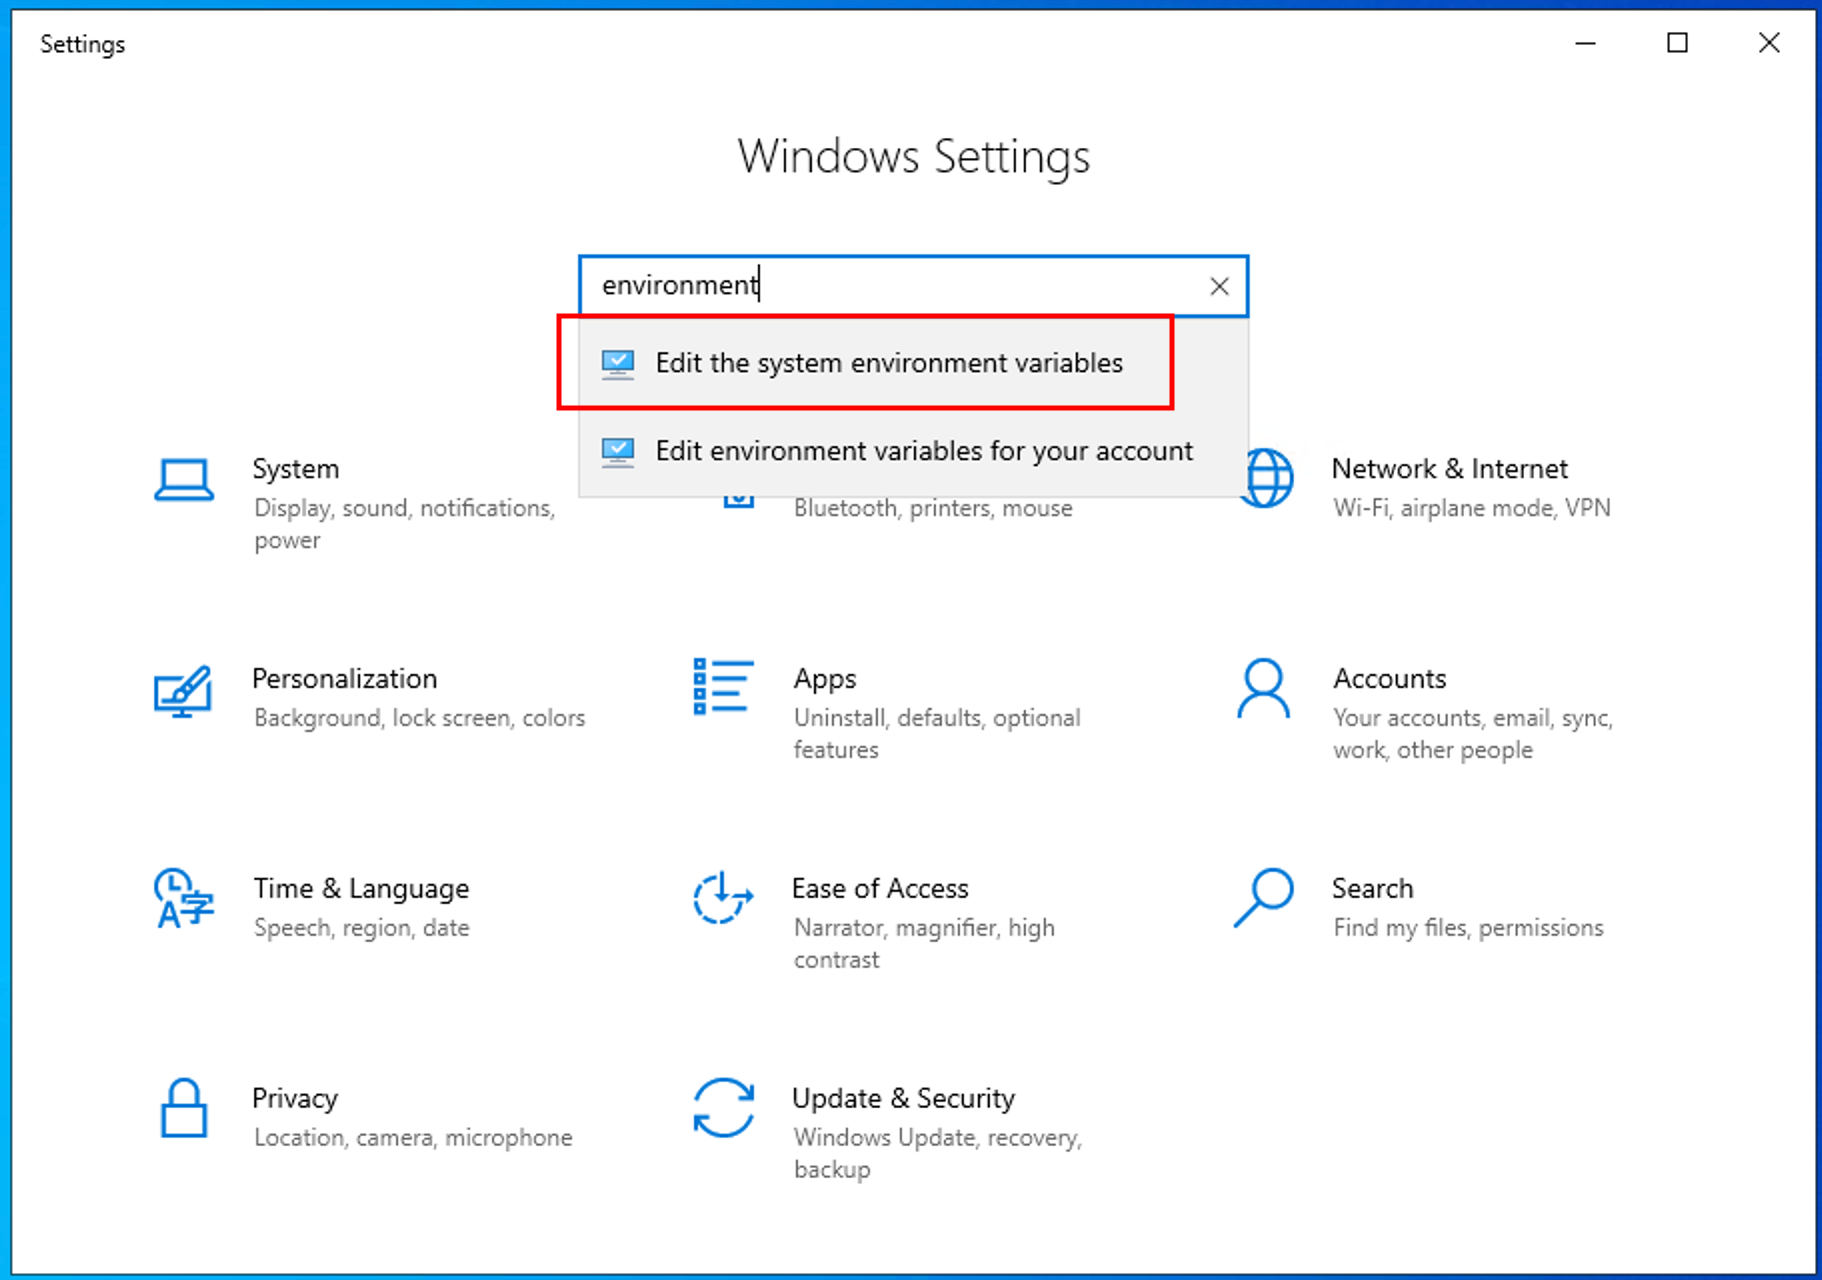 Settings
Windows Settings
environment
Edit the system environment variables
Edit environment variables for your account
System
Display, sound, notifications,
power
Bluetooth, printers, mouse
Network & Internet
Wi-Fi, airplane mode, VPN
Personalization
Background, lock screen, colors
Apps
Uninstall, defaults, optional
features
Accounts
Your accounts, email, sync,
work, other people
Time & Language
Speech, region, date
Ease of Access
Narrator, magnifier, high
contrast
Search
Find my files, permissions
Privacy
Location, camera, microphone
Update & Security
Windows Update, recovery,
backup